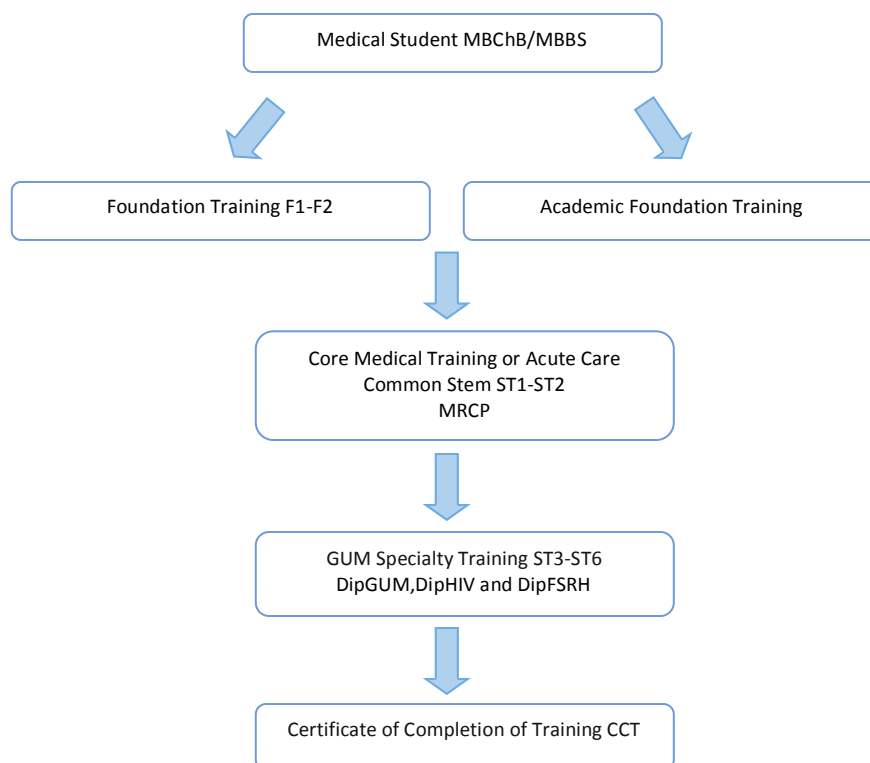 Medical Student MBChB/MBBS
Foundation Training F1-F2
Academic Foundation Training
Core Medical Training or Acute Care
Common Stem ST1-ST2
MRCP
GUM Specialty Training ST3-ST6
DipGUM,DipHIV and DipFSRH
Certificate of Completion of Training CCT